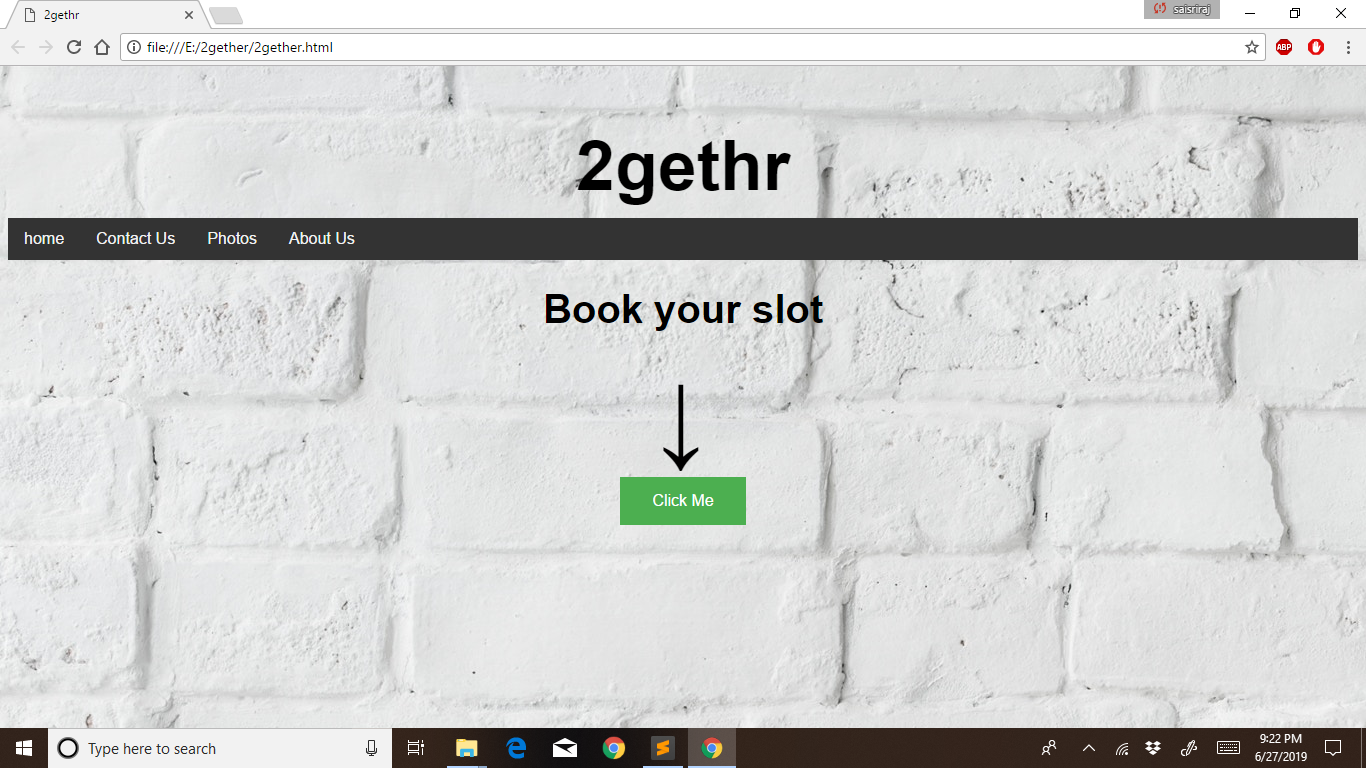 2gethr
saisriraj
file:///E:/2gether/2gether.html
ABP
2gethr
home Contact Us Photos About Us
Book your slot
Click Me
Type here to search
9:22 PM
6/27/2019